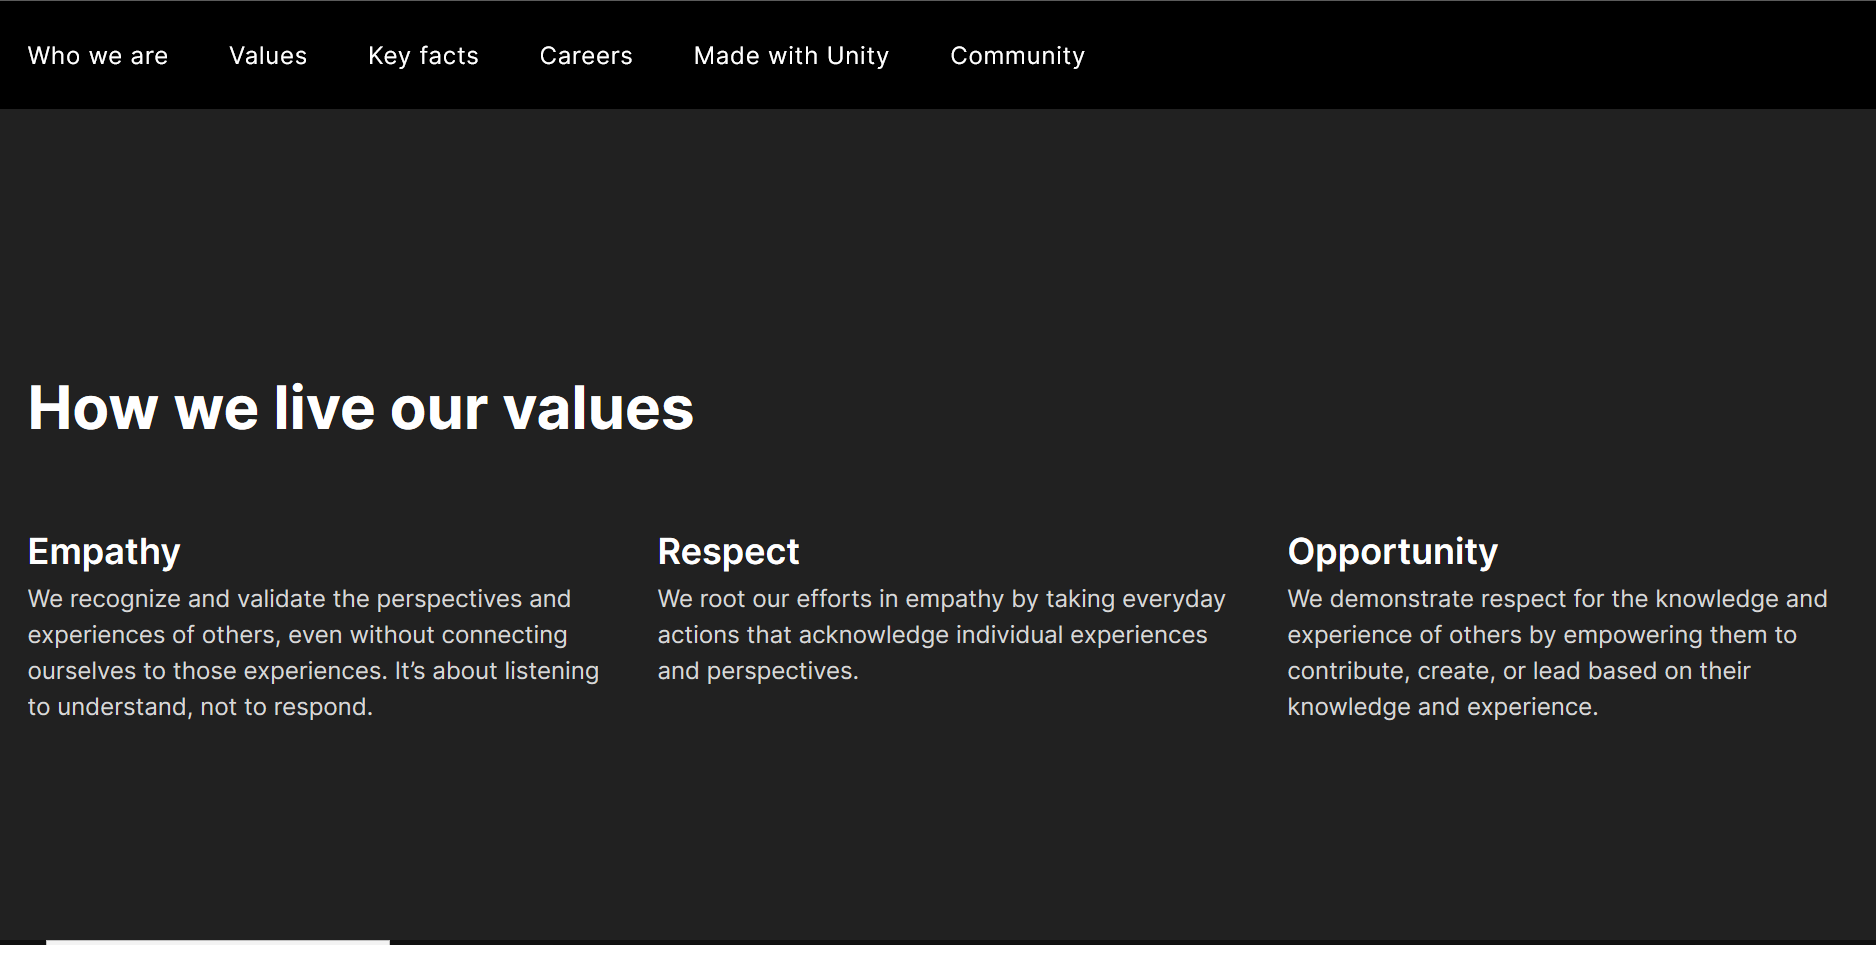 Who we are
Values
Key facts
Careers
Made with Unity
Community
How we live our values
Empathy
We recognize and validate the perspectives and
experiences of others, even without connecting
ourselves to those experiences. It’s about listening
to understand, not to respond.
Respect
We root our efforts in empathy by taking everyday
actions that acknowledge individual experiences
and perspectives.
Opportunity
We demonstrate respect for the knowledge and
experience of others by empowering them to
contribute, create, or lead based on their
knowledge and experience.